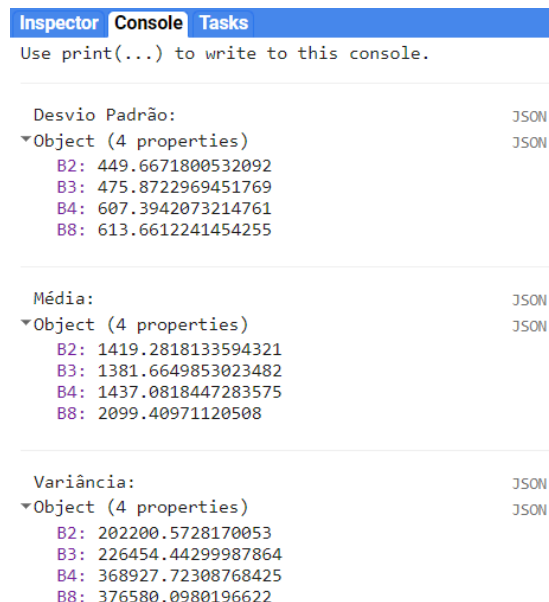 Inspector Console Tasks
Use print(...) to write to this console.
Desvio Padrão: JSON
Object (4 properties) JSON
B2: 449.6671800532092
B3: 475.8722969451769
B4: 607.3942073214761
B8: 613.6612241454255
Média: JSON
Object (4 properties) JSON
B2: 1419.2818133594321
B3: 1381.6649853023482
B4: 1437.0818447283575
B8: 2099.40971120508
Variância: JSON
Object (4 properties) JSON
B2: 202200.5728170053
B3: 226454.44299987864
B4: 368927.72308768425
B8: 376580.0980196622